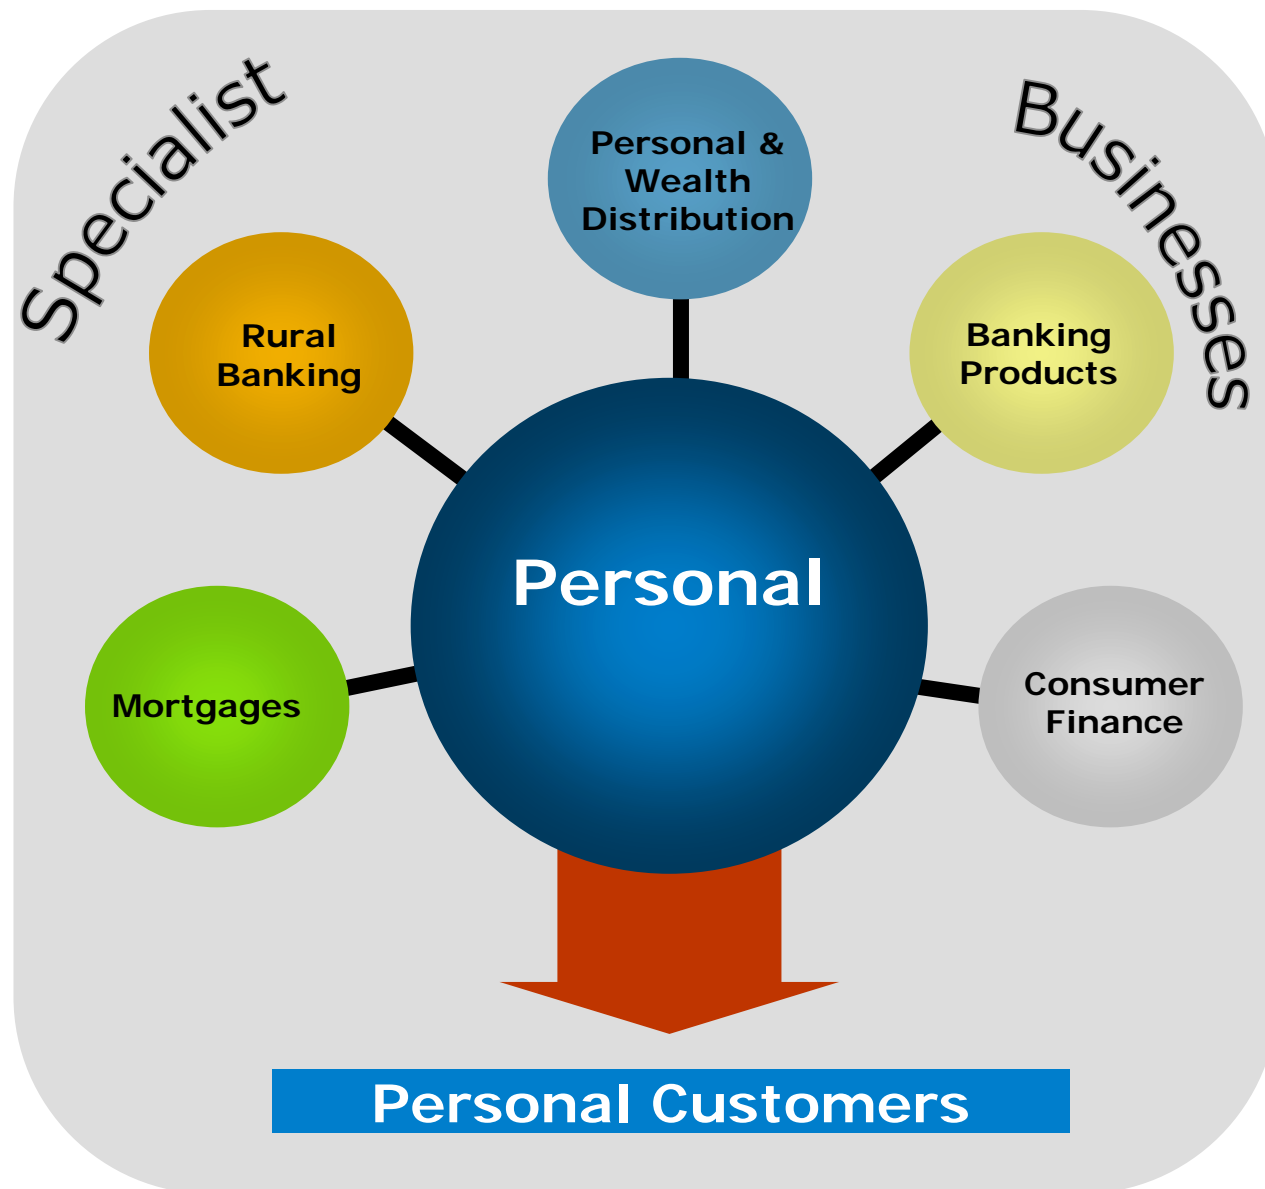 Specialist
Businesses
Personal &
Wealth
Distribution
Rural
Banking
Banking
Products
Personal
Mortgages
Consumer
Finance
Personal Customers